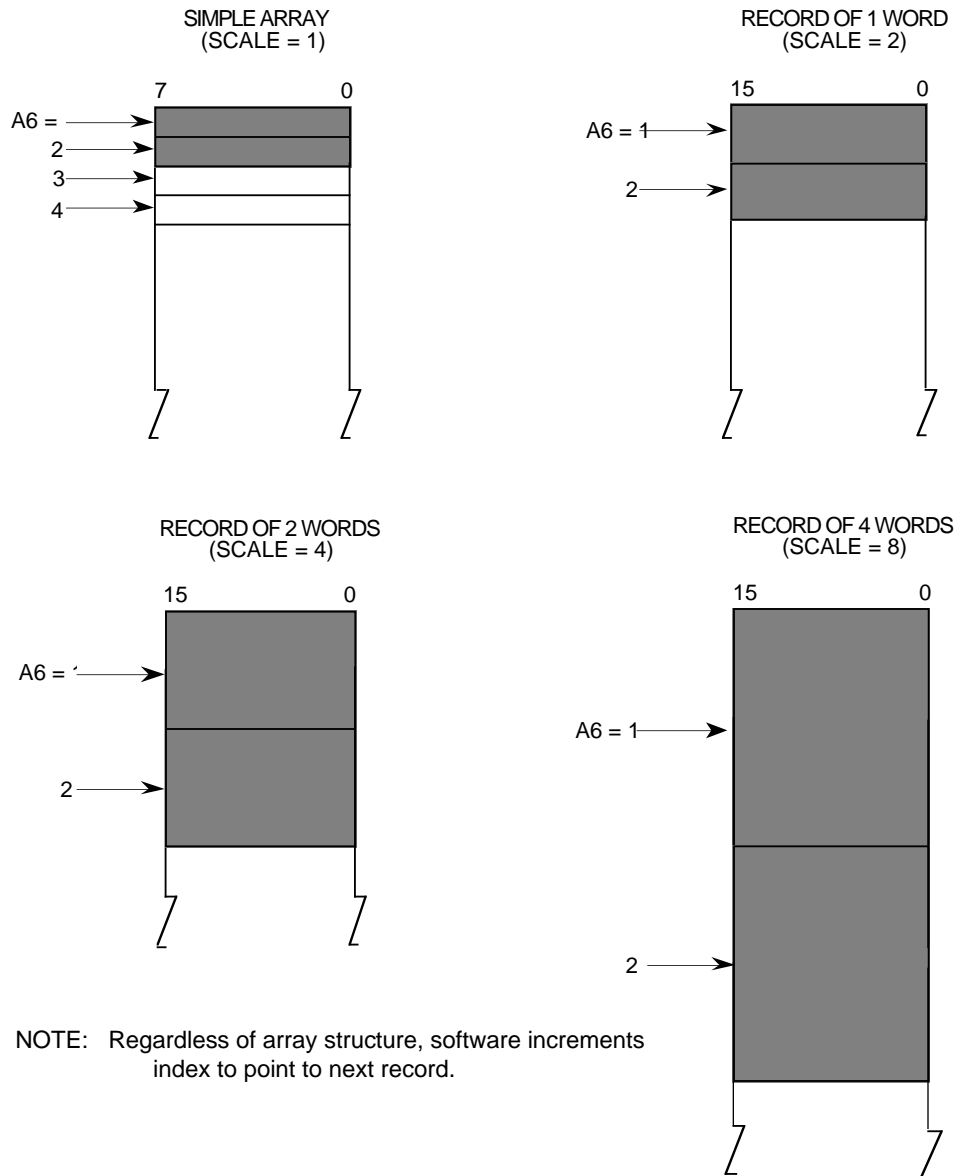 SIMPLE ARRAY
(SCALE = 1)
7 0
A6 =
2
3
4
RECORD OF 1 WORD
(SCALE = 2)
15 0
A6 = 1
2
RECORD OF 2 WORDS
(SCALE = 4)
15 0
A6 =
2
RECORD OF 4 WORDS
(SCALE = 8)
15 0
A6 = 1
2
NOTE: Regardless of array structure, software increments
index to point to next record.